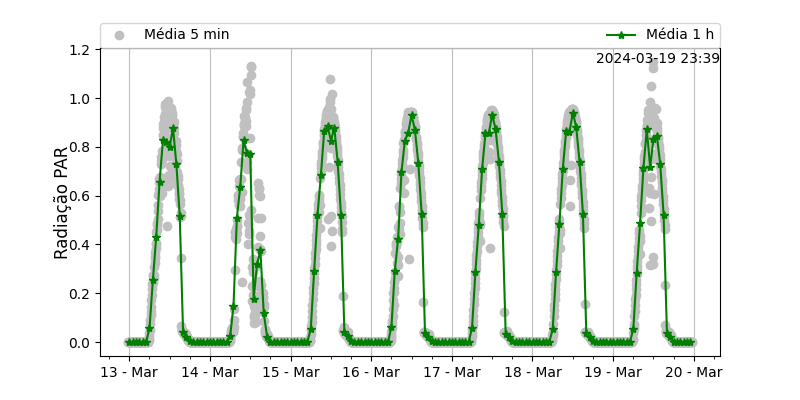 Média 5 min
Média 1 h
2024-03-19 23:39
Radiação PAR
1.2
1.0
0.8
0.6
0.4
0.2
0.0
13 - Mar
14 - Mar
15 - Mar
16 - Mar
17 - Mar
18 - Mar
19 - Mar
20 - Mar